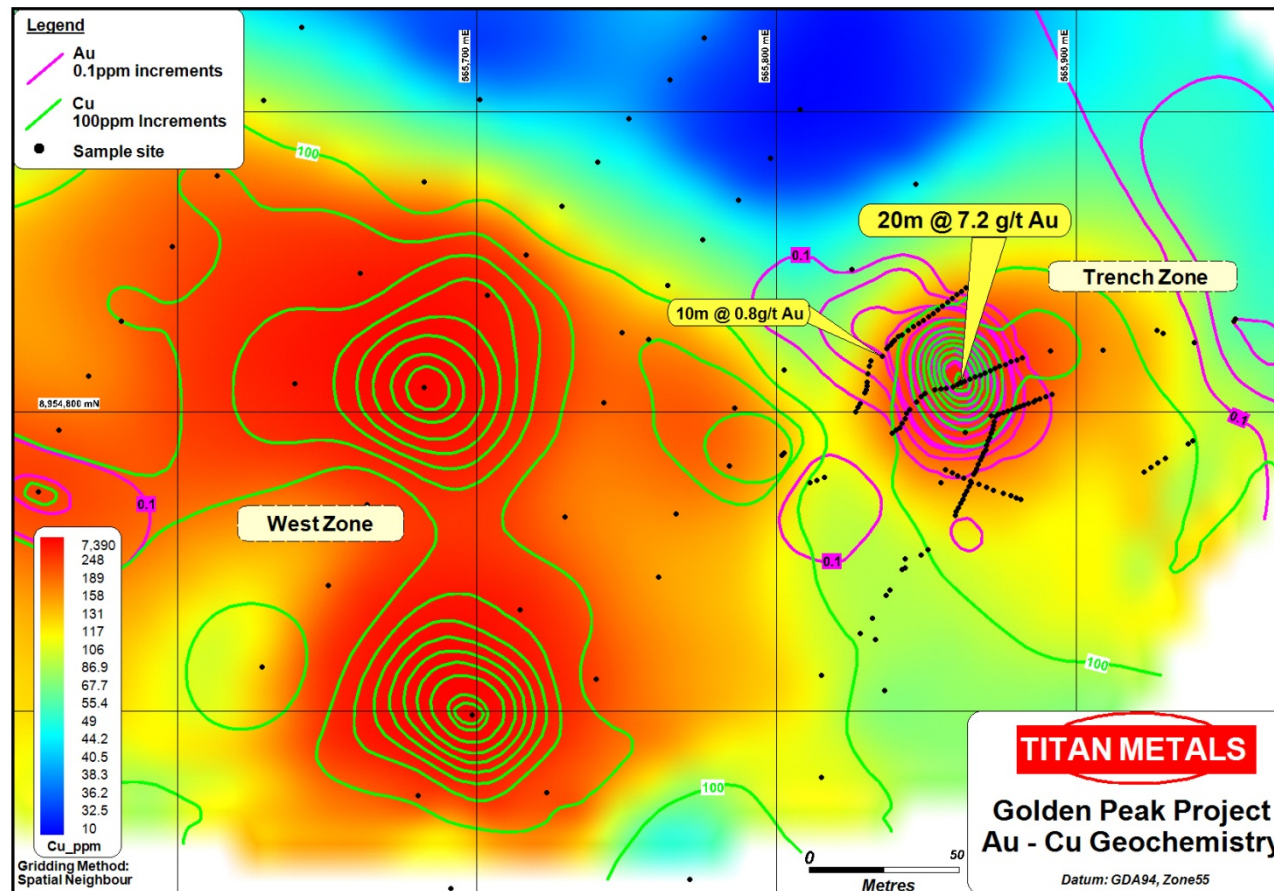 Legend
Au
0.1ppm increments
Cu
100ppm Increments
Sample site
565,700 mE
565,800 mE
565,900 mE
100
20m @ 7.2 g/t Au
0.1
Trench Zone
10m @ 0.8g/t Au
8,954,800 mN
0.1
0.1
West Zone
0.1
7,390
248
189
158
131
117
106
86.9
67.7
55.4
49
44.2
40.5
38.3
36.2
32.5
10
Cu_ppm
Gridding Method:
Spatial Neighbour
100
100
0
50
Metres
TITAN METALS
Golden Peak Project
Au - Cu Geochemistry
Datum: GDA94, Zone55